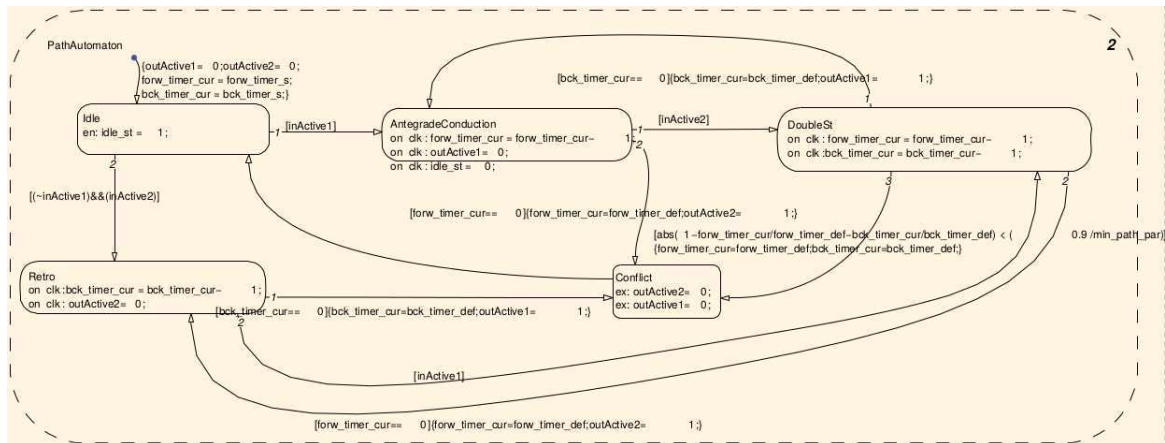 PathAutomaton
2
{outActive1= 0;outActive2= 0;
forw_timer_cur = forw_timer_s;
bck_timer_cur = bck_timer_s;}
[bck_timer_cur== 0]{bck_timer_cur=bck_timer_def;outActive1= 1;}
1
Idle
en: idle_st = 1;
1
[inActive1]
2
AntegradeConduction
on clk : forw_timer_cur = forw_timer_cur- 1;
on clk : outActive1= 0;
on clk : idle_st = 0;
1
[inActive2]
2
DoubleSt
on clk : forw_timer_cur = forw_timer_cur- 1;
on clk :bck_timer_cur = bck_timer_cur- 1;
3
2
[(~inActive1)&&(inActive2)]
[forw_timer_cur== 0]{forw_timer_cur=forw_timer_def;outActive2= 1;}
[abs( 1-forw_timer_cur/forw_timer_def-bck_timer_cur/bck_timer_def) < ( 0.9 /min_path_par)]
{forw_timer_cur=forw_timer_def;bck_timer_cur=bck_timer_def;}
Retro
on clk :bck_timer_cur = bck_timer_cur- 1;
on clk : outActive2= 0;
1
2
Conflict
ex: outActive2= 0;
ex: outActive1= 0;
[bck_timer_cur== 0]{bck_timer_cur=bck_timer_def;outActive1= 1;}
[inActive1]
[forw_timer_cur== 0]{forw_timer_cur=forw_timer_def;outActive2= 1;}